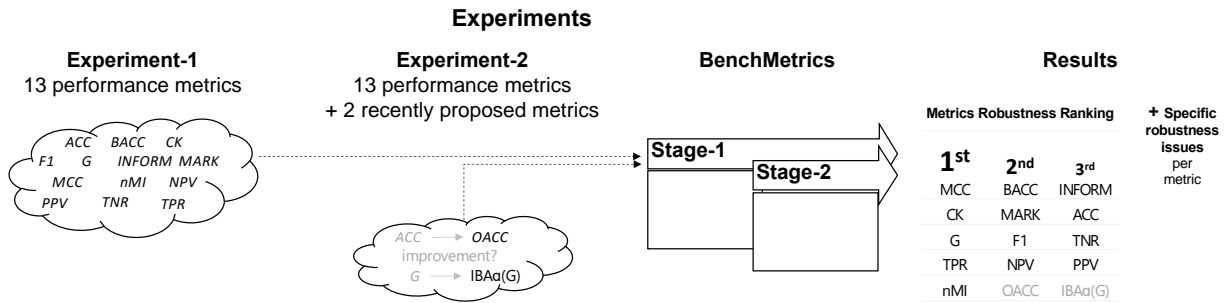 Experiments
Experiment-1
13 performance metrics
ACC BACC CK
F1 G INFORM MARK
MCC nMI NPV
PPV TNR TPR
Experiment-2
13 performance metrics
+ 2 recently proposed metrics
ACC OACC
improvement?
G IBAα(G)
BenchMetrics
Stage-1
Stage-2
Results
Metrics Robustness Ranking
1st 2nd 3rd
MCC BACC INFORM
CK MARK ACC
G F1 TNR
TPR NPV PPV
nMI OACC IBAα(G)
+ Specific
robustness
issues
per
metric